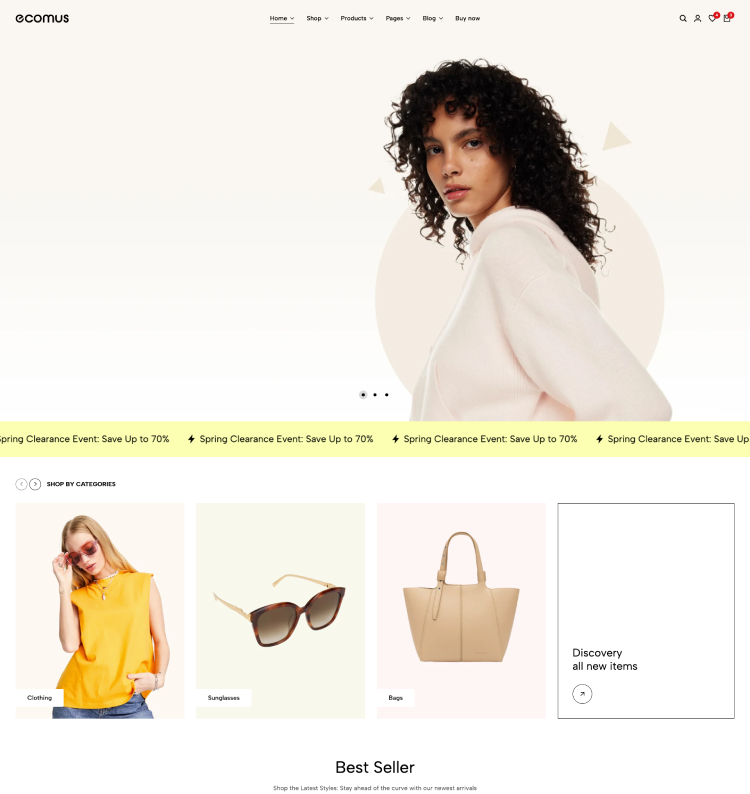 ecomus
Home Shop Products Pages Blog Buy now
Spring Clearance Event: Save Up to 70% Spring Clearance Event: Save Up to 70% Spring Clearance Event: Save Up to 70% Spring Clearance Event: Save Up
SHOP BY CATEGORIES
Discovery
all new items
Clothing Sunglasses Bags
Best Seller
Shop the Latest Styles: Stay ahead of the curve with our newest arrivals